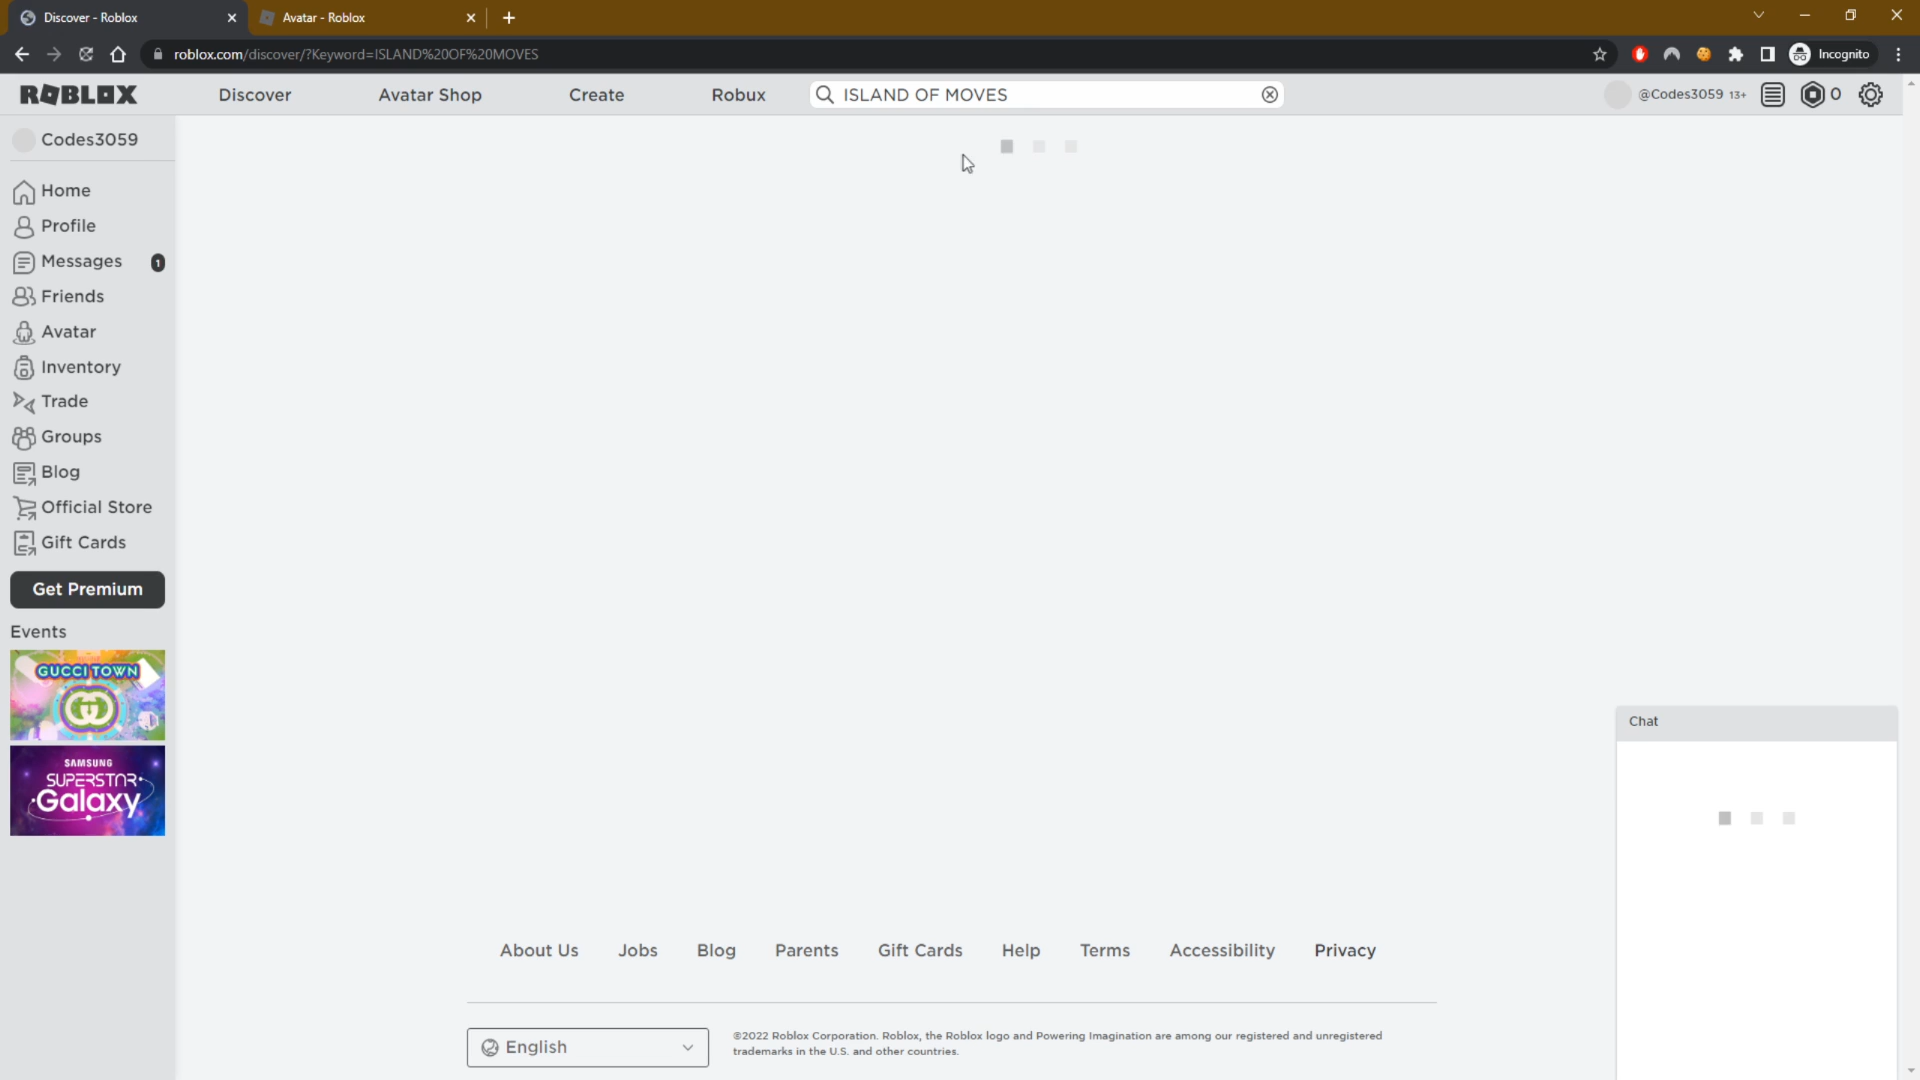 Discover - Roblox
Avatar - Roblox
roblox.com/discover/?Keyword=ISLAND%20OF%20MOVES
Incognito
ROBLOX
Discover
Avatar Shop
Create
Robux
ISLAND OF MOVES
@Codes3059 13+
0
Codes3059
Home
Profile
Messages 1
Friends
Avatar
Inventory
Trade
Groups
Blog
Official Store
Gift Cards
Get Premium
Events
GUCCI TOWN
SAMSUNG
SUPERSTAR
Galaxy
Chat
About Us
Jobs
Blog
Parents
Gift Cards
Help
Terms
Accessibility
Privacy
English
©2022 Roblox Corporation. Roblox, the Roblox logo and Powering Imagination are among our registered and unregistered
trademarks in the U.S. and other countries.